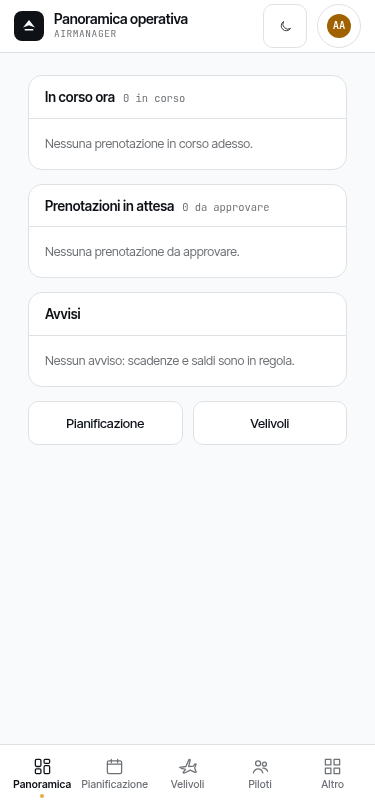 Panoramica operativa
AIRMANAGER
AA
In corso ora 0 in corso
Nessuna prenotazione in corso adesso.
Prenotazioni in attesa 0 da approvare
Nessuna prenotazione da approvare.
Avvisi
Nessun avviso: scadenze e saldi sono in regola.
Pianificazione Velivoli
Panoramica Pianificazione Velivoli Piloti Altro